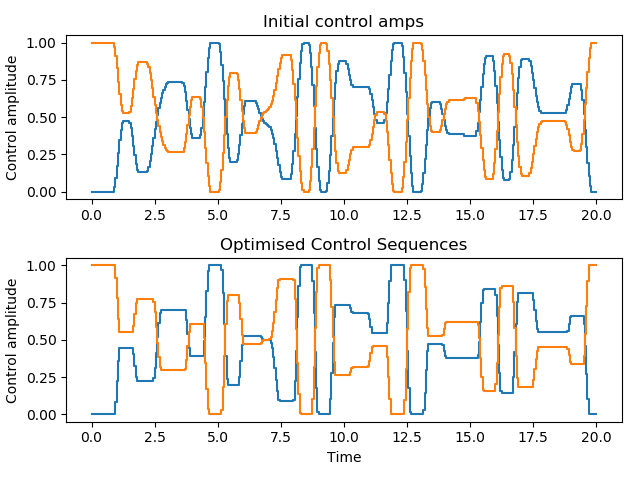 Initial control amps
Control amplitude
1.00
0.75
0.50
0.25
0.00
0.0 2.5 5.0 7.5 10.0 12.5 15.0 17.5 20.0
Optimised Control Sequences
Control amplitude
1.00
0.75
0.50
0.25
0.00
0.0 2.5 5.0 7.5 10.0 12.5 15.0 17.5 20.0
Time